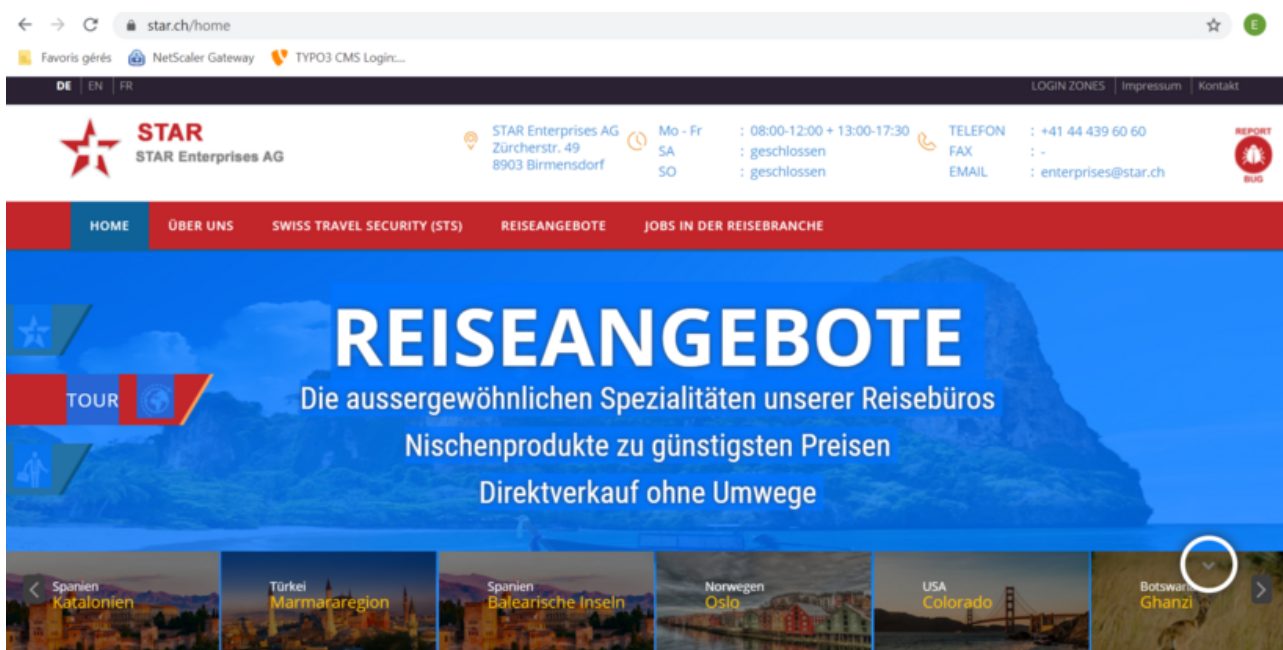 star.ch/home
E
Favoris gérés NetScaler Gateway TYPO3 CMS Login:...
DE EN FR LOGIN ZONES Impressum Kontakt
STAR
STAR Enterprises AG
STAR Enterprises AG
Zürcherstr. 49
8903 Birmensdorf
Mo - Fr : 08:00-12:00 + 13:00-17:30
SA : geschlossen
SO : geschlossen
TELEFON : +41 44 439 60 60
FAX : -
EMAIL : enterprises@star.ch
REPORT
BUG
HOME ÜBER UNS SWISS TRAVEL SECURITY (STS) REISEANGEBOTE JOBS IN DER REISEBRANCHE
REISEANGEBOTE
TOUR
Die aussergewöhnlichen Spezialitäten unserer Reisebüros
Nischenprodukte zu günstigsten Preisen
Direktverkauf ohne Umwege
Spanien
Katalonien
Türkei
Marmararegion
Spanien
Balearische Inseln
Norwegen
Oslo
USA
Colorado
Ghanzi